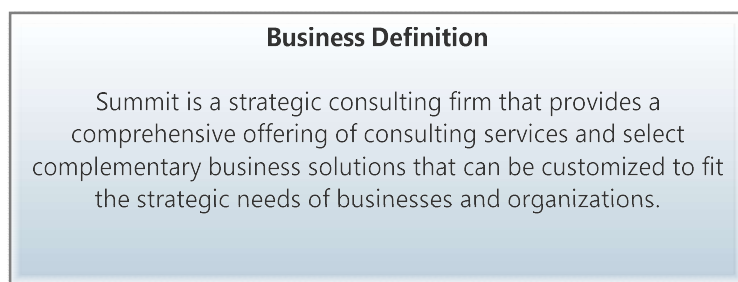 Business Definition
Summit is a strategic consulting firm that provides a
comprehensive offering of consulting services and select
complementary business solutions that can be customized to fit
the strategic needs of businesses and organizations.